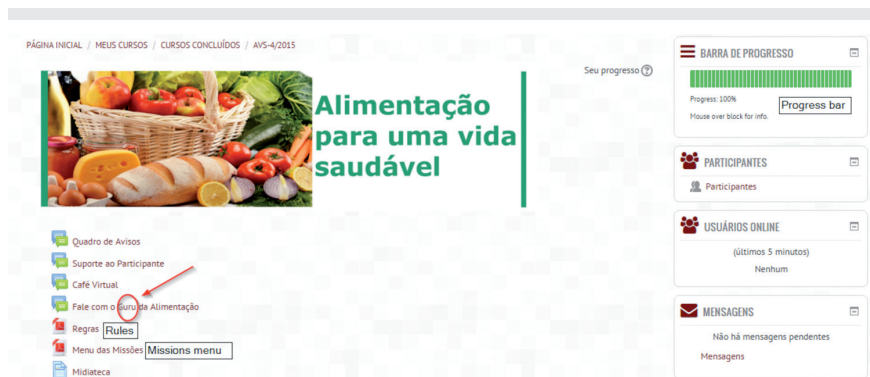 PÁGINA INICIAL / MEUS CURSOS / CURSOS CONCLUÍDOS / AVS-4/2015
Seu progresso
Alimentação
para uma vida
saudável
Quadro de Avisos
Suporte ao Participante
Café Virtual
Fale com o Guru da Alimentação
Regras Rules
Menu das Missões Missions menu
Midiateca
BARRA DE PROGRESSO
Progress: 100%
Progress bar
Mouse over block for info.
PARTICIPANTES
Participantes
USUÁRIOS ONLINE
(últimos 5 minutos)
Nenhum
MENSAGENS
Não há mensagens pendentes
Mensagens